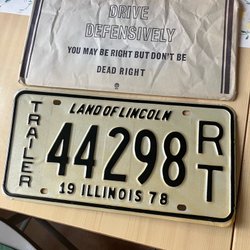 DRIVE
DEFENSIVELY
YOU MAY BE RIGHT BUT DON'T BE
DEAD RIGHT
LAND OF LINCOLN
TRAILER
44298
RT
19 ILLINOIS 78